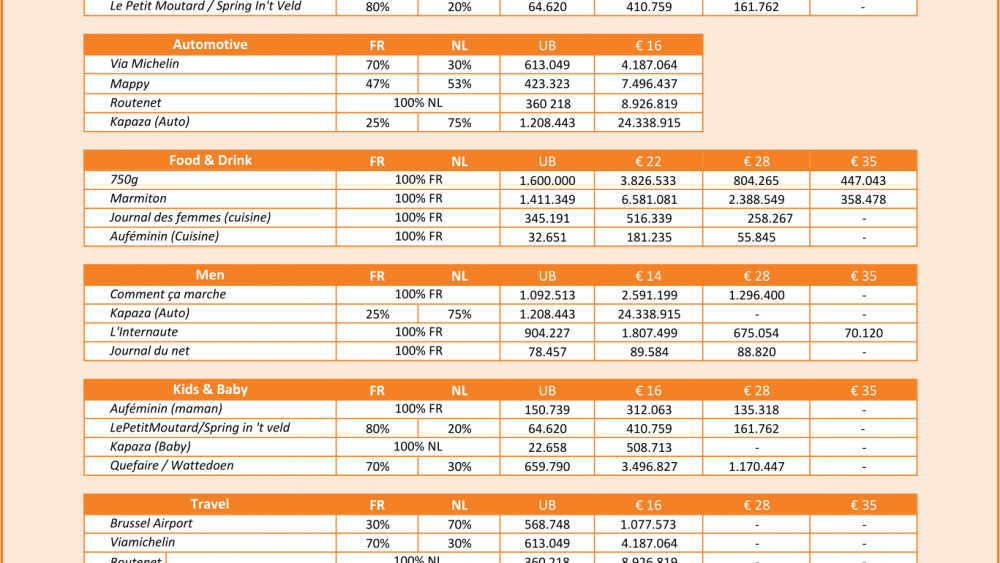 Le Petit Moutard / Spring In't Veld 80% 20% 64.620 410.759 161.762 -
Automotive FR NL UB € 16
Via Michelin 70% 30% 613.049 4.187.064
Mappy 47% 53% 423.323 7.496.437
Routenet 100% NL 360 218 8.926.819
Kapaza (Auto) 25% 75% 1.208.443 24.338.915
Food & Drink FR NL UB € 22 € 28 € 35
750g 100% FR 1.600.000 3.826.533 804.265 447.043
Marmiton 100% FR 1.411.349 6.581.081 2.388.549 358.478
Journal des femmes (cuisine) 100% FR 345.191 516.339 258.267 -
Auféminin (Cuisine) 100% FR 32.651 181.235 55.845 -
Men FR NL UB € 14 € 28 € 35
Comment ça marche 100% FR 1.092.513 2.591.199 1.296.400 -
Kapaza (Auto) 25% 75% 1.208.443 24.338.915 - -
L'Internaute 100% FR 904.227 1.807.499 675.054 70.120
Journal du net 100% FR 78.457 89.584 88.820 -
Kids & Baby FR NL UB € 16 € 28 € 35
Auféminin (maman) 100% FR 150.739 312.063 135.318 -
LePetitMoutard/Spring in 't veld 80% 20% 64.620 410.759 161.762 -
Kapaza (Baby) 100% NL 22.658 508.713 - -
Quefaire / Wattedoen 70% 30% 659.790 3.496.827 1.170.447 -
Travel FR NL UB € 16 € 28 € 35
Brussel Airport 30% 70% 568.748 1.077.573 - -
Viamichelin 70% 30% 613.049 4.187.064 - -
Routenet 100% NL 360 218 8.926.819 - -